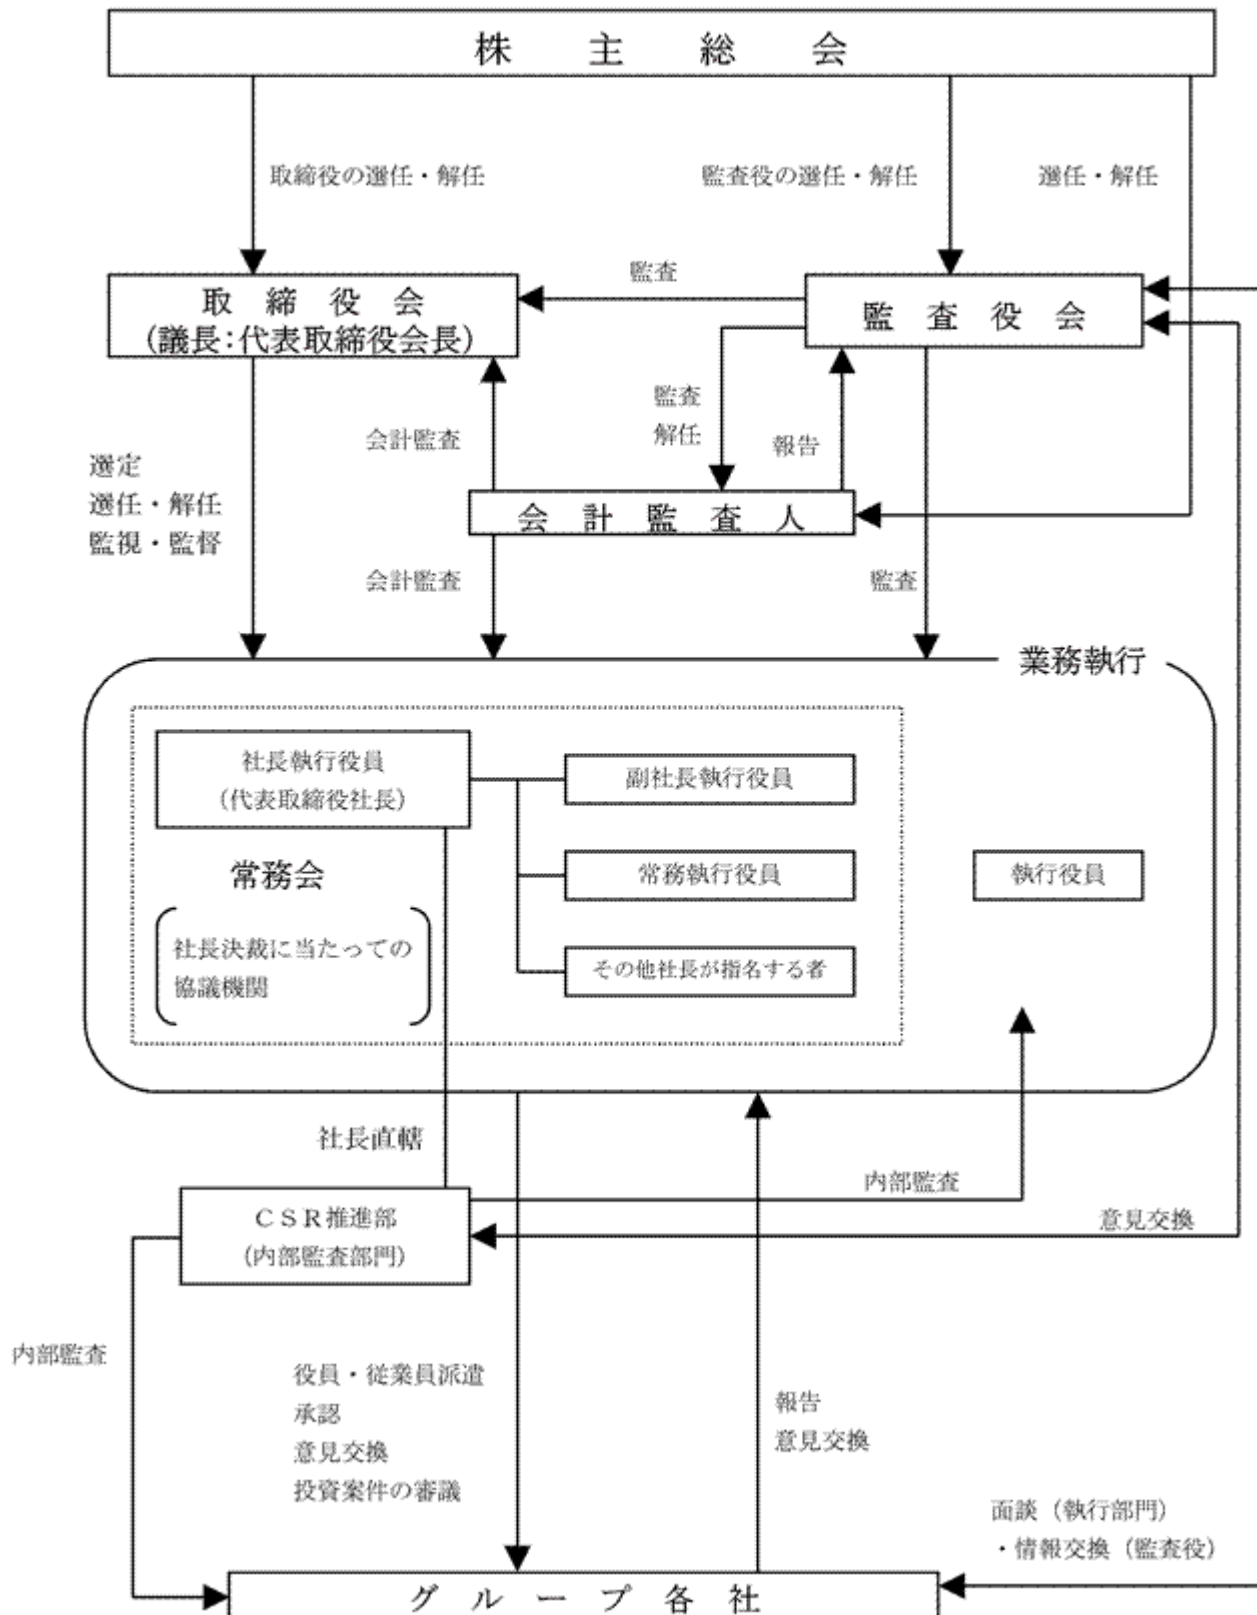 株主総会
取締役の選任・解任
監査役の選任・解任
選任・解任
取締役会
(議長:代表取締役会長)
監査
監査役会
会計監査
監査
解任
報告
選定
選任・解任
監視・監督
会計監査人
会計監査
監査
業務執行
社長執行役員
(代表取締役社長)
副社長執行役員
常務会
常務執行役員
執行役員
社長決裁に当たっての
協議機関
その他社長が指名する者
社長直轄
内部監査
CSR推進部
(内部監査部門)
意見交換
内部監査
役員・従業員派遣
承認
意見交換
投資案件の審議
報告
意見交換
面談(執行部門)
・情報交換(監査役)
グループ各社